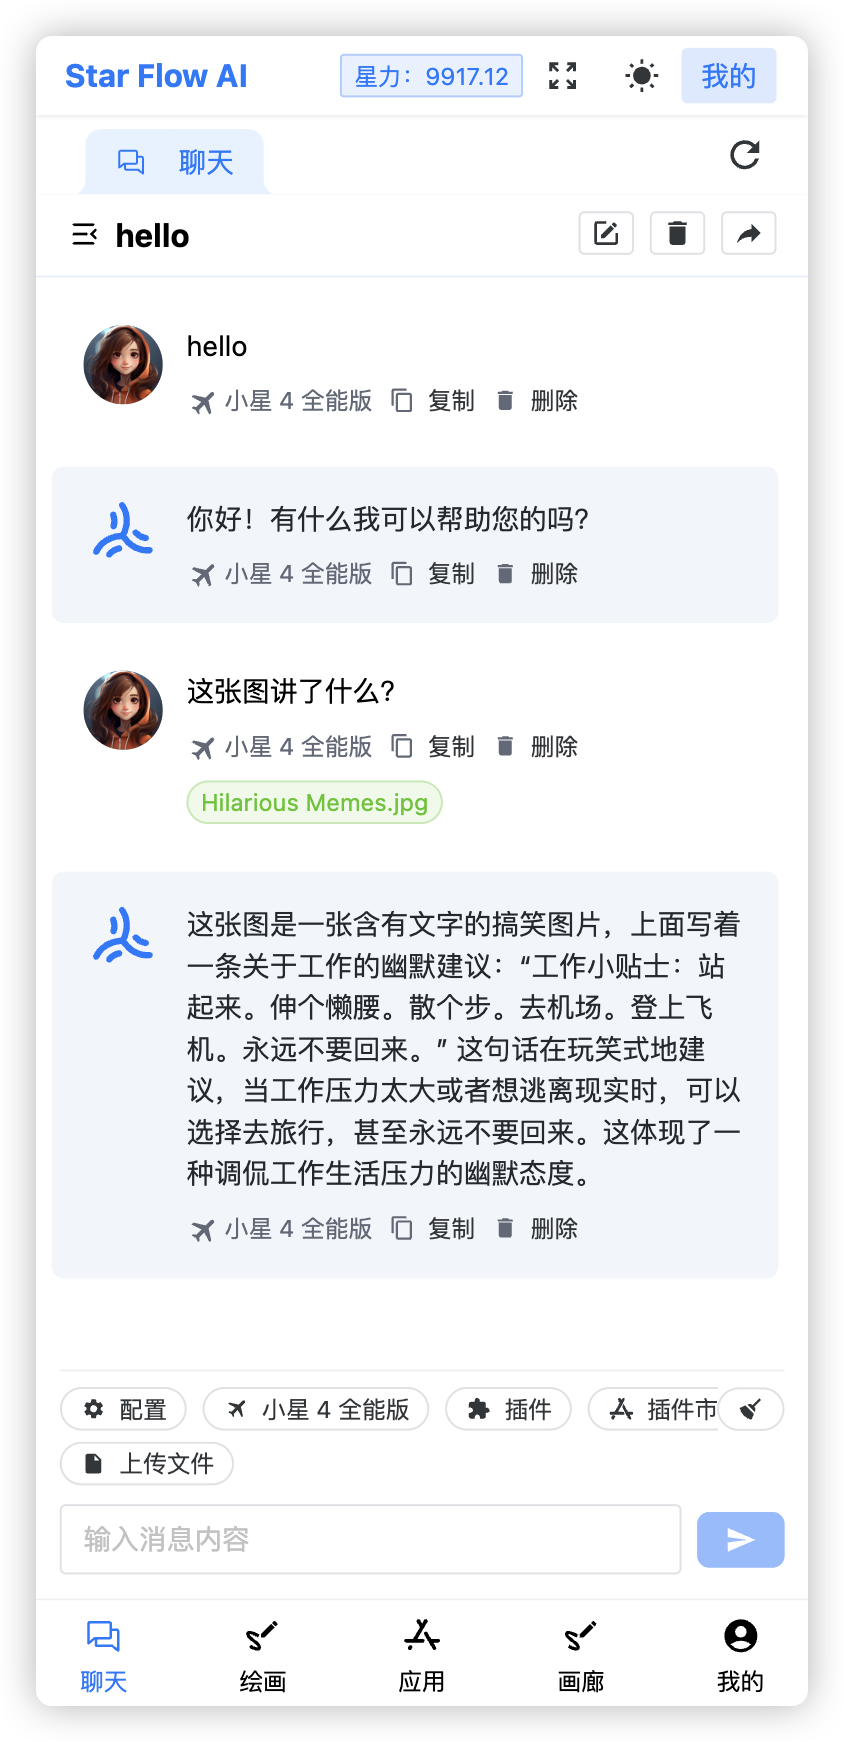 Star Flow AI
星力：9917.12
我的
聊天
hello
hello
小星 4 全能版 复制 删除
你好！有什么我可以帮助您的吗?
小星 4 全能版 复制 删除
这张图讲了什么?
小星 4 全能版 复制 删除
Hilarious Memes.jpg
这张图是一张含有文字的搞笑图片，上面写着
一条关于工作的幽默建议：“工作小贴士：站
起来。伸个懒腰。散个步。去机场。登上飞
机。永远不要回来。” 这句话在玩笑式地建
议，当工作压力太大或者想逃离现实时，可以
选择去旅行，甚至永远不要回来。这体现了一
种调侃工作生活压力的幽默态度。
小星 4 全能版 复制 删除
配置 小星 4 全能版 插件 插件市
上传文件
输入消息内容
聊天 绘画 应用 画廊 我的